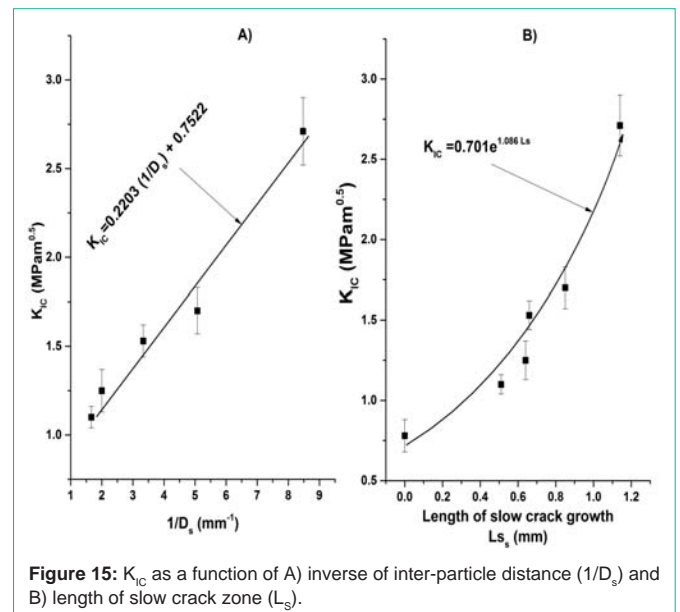 A)
B)
3.0
2.5
2.0
1.5
1.0
K_IC (MPam^0.5)
K_IC=0.2203 (1/D_s) + 0.7522
1 2 3 4 5 6 7 8 9
1/D_s (mm^-1)
3.0
2.5
2.0
1.5
1.0
0.5
K_IC (MPam^0.5)
K_IC =0.701e^1.086 Ls
0.0 0.2 0.4 0.6 0.8 1.0 1.2
Length of slow crack growth
Ls_s (mm)
Figure 15: K_IC as a function of A) inverse of inter-particle distance (1/D_s) and
B) length of slow crack zone (L_S).